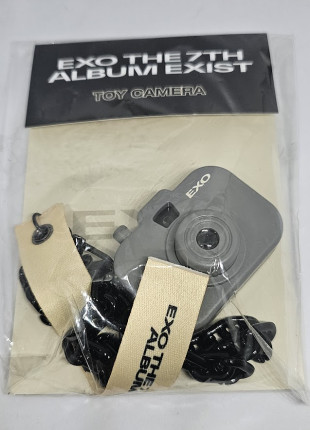 EXO THE 7TH
ALBUM EXIST
TOY CAMERA
EXO
EXO THE
ALBUM